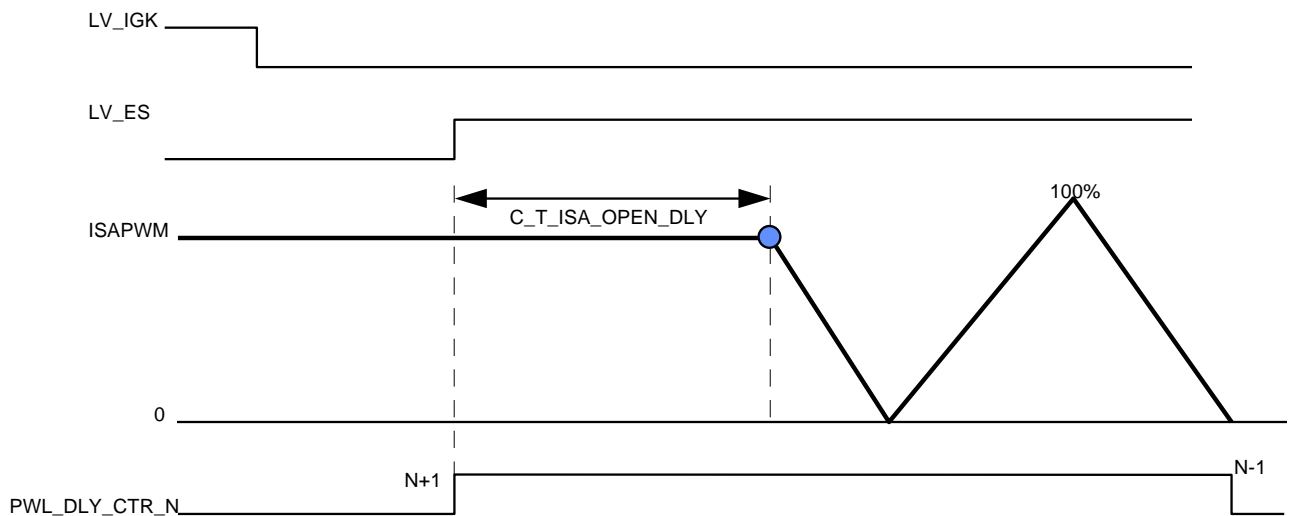 LV_IGK
LV_ES
100%
C_T_ISA_OPEN_DLY
ISAPWM
0
N+1
N-1
PWL_DLY_CTR_N